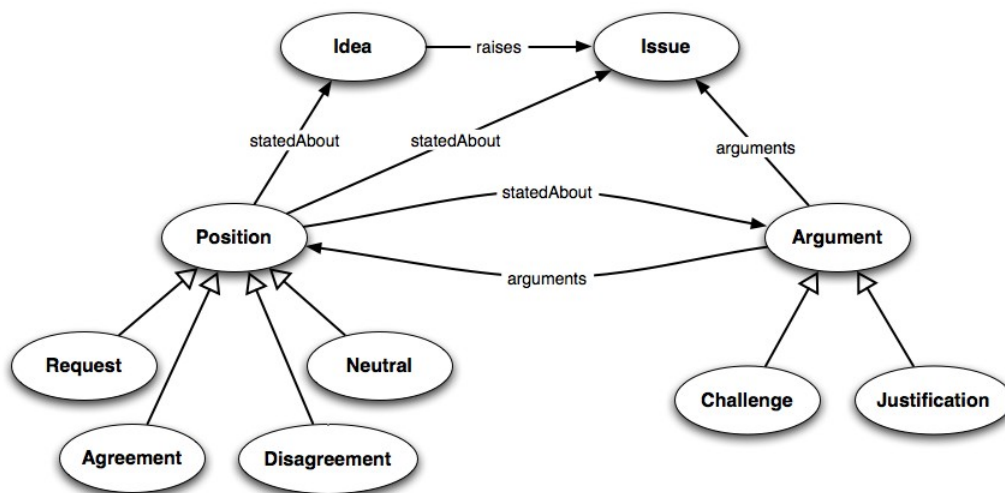 Idea
raises
Issue
statedAbout
statedAbout
arguments
statedAbout
Position
Argument
arguments
Request
Neutral
Challenge
Justification
Agreement
Disagreement